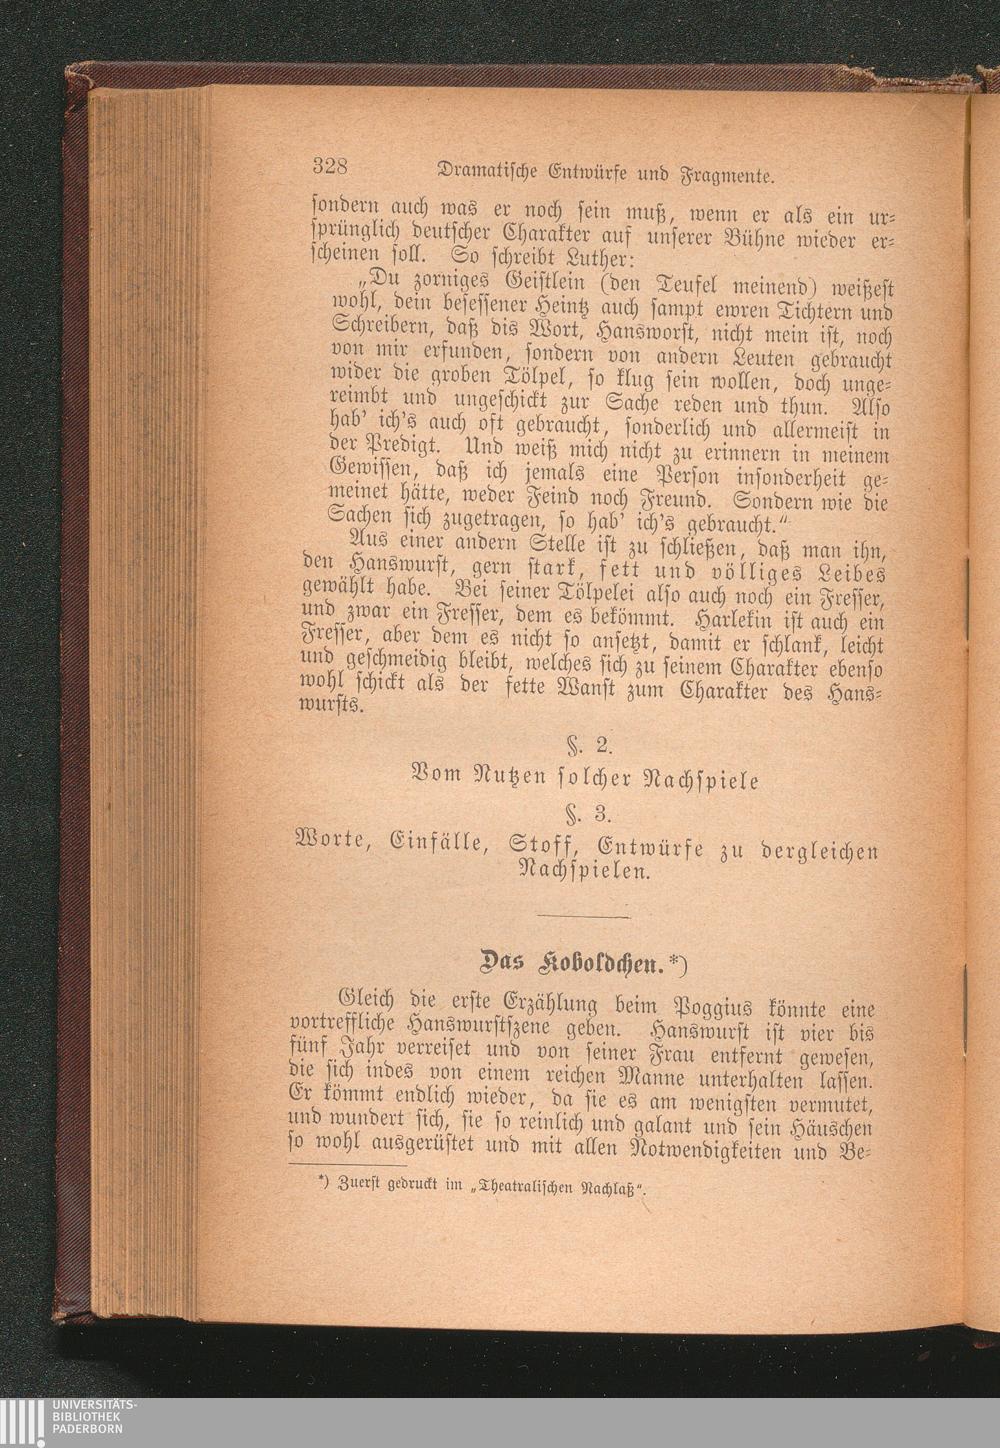 328 Dramatische Entwürfe und Fragmente.
sondern auch was er noch sein muß, wenn er als ein ur-
sprünglich deutscher Charakter auf unserer Bühne wieder er-
scheinen soll. So schreibt Luther:
„Du zorniges Geistlein (den Teufel meinend) weißest
wohl, dein besessener Heintz auch sampt ewren Tichtern und
Schreibern, daß dis Wort, Hansworst, nicht mein ist, noch
von mir erfunden, sondern von andern Leuten gebraucht
wider die groben Tölpel, so klug sein wollen, doch unge-
reimbt und ungeschickt zur Sache reden und thun. Also
hab' ich's auch oft gebraucht, sonderlich und allermeist in
der Predigt. Und weiß mich nicht zu erinnern in meinem
Gewissen, daß ich jemals eine Person insonderheit ge-
meinet hätte, weder Feind noch Freund. Sondern wie die
Sachen sich zugetragen, so hab' ich's gebraucht.“
Aus einer andern Stelle ist zu schließen, daß man ihn,
den Hanswurst, gern stark, fett und völliges Leibes
gewählt habe. Bei seiner Tölpelei also auch noch ein Fresser,
und zwar ein Fresser, dem es bekömmt. Harlekin ist auch ein
Fresser, aber dem es nicht so ansetzt, damit er schlank, leicht
und geschmeidig bleibt, welches sich zu seinem Charakter ebenso
wohl schickt als der fette Wanst zum Charakter des Hans-
wursts.
§. 2.
Vom Nutzen solcher Nachspiele
§. 3.
Worte, Einfälle, Stoff, Entwürfe zu dergleichen
Nachspielen.
Das Koboldchen.*)
Gleich die erste Erzählung beim Poggius könnte eine
vortreffliche Hanswurstszene geben. Hanswurst ist vier bis
fünf Jahr verreiset und von seiner Frau entfernt gewesen,
die sich indes von einem reichen Manne unterhalten lassen.
Er kömmt endlich wieder, da sie es am wenigsten vermutet,
und wundert sich, sie so reinlich und galant und sein Häuschen
so wohl ausgerüstet und mit allen Notwendigkeiten und Be-
*) Zuerst gedruckt im „Theatralischen Nachlaß“.
UNIVERSITÄTS-
BIBLIOTHEK
PADERBORN